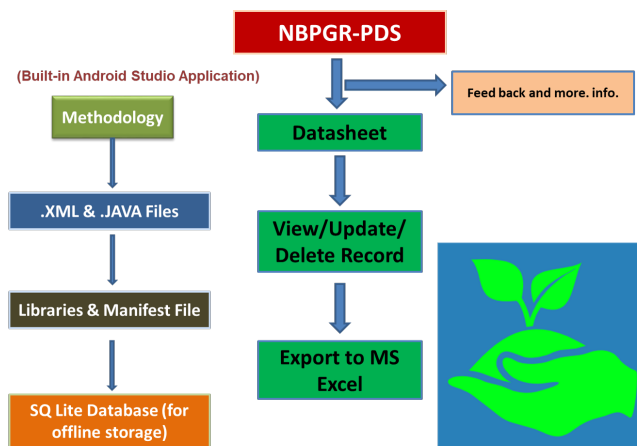 NBPGR-PDS
(Built-in Android Studio Application)
Feed back and more. info.
Methodology
Datasheet
.XML & .JAVA Files
View/Update/
Delete Record
Libraries & Manifest File
Export to MS
Excel
SQ Lite Database (for
offline storage)